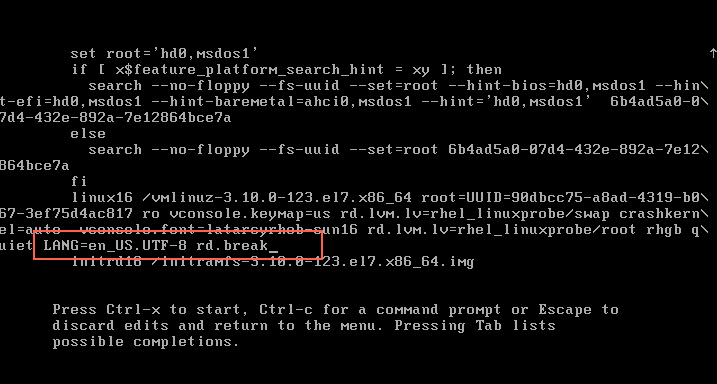 set root='hd0,msdos1'
if [ x$feature_platform_search_hint = xy ]; then
search --no-floppy --fs-uuid --set=root --hint-bios=hd0,msdos1 --hin\
t-efi=hd0,msdos1 --hint-baremetal=ahci0,msdos1 --hint='hd0,msdos1'  6b4ad5a0-0\
7d4-432e-892a-7e12864bce7a
else
search --no-floppy --fs-uuid --set=root 6b4ad5a0-07d4-432e-892a-7e12\
864bce7a
fi
linux16 /vmlinuz-3.10.0-123.el7.x86_64 root=UUID=90dbcc75-a8ad-4319-b0\
67-3ef75d4ac817 ro vconsole.keymap=us rd.lvm.lv=rhel_linuxprobe/swap crashkern\
el=auto  vconsole.font=latarcyrheb-sun16 rd.lvm.lv=rhel_linuxprobe/root rhgb q\
uiet LANG=en_US.UTF-8 rd.break_
initrd16 /initramfs-3.10.0-123.el7.x86_64.img
Press Ctrl-x to start, Ctrl-c for a command prompt or Escape to
discard edits and return to the menu. Pressing Tab lists
possible completions.